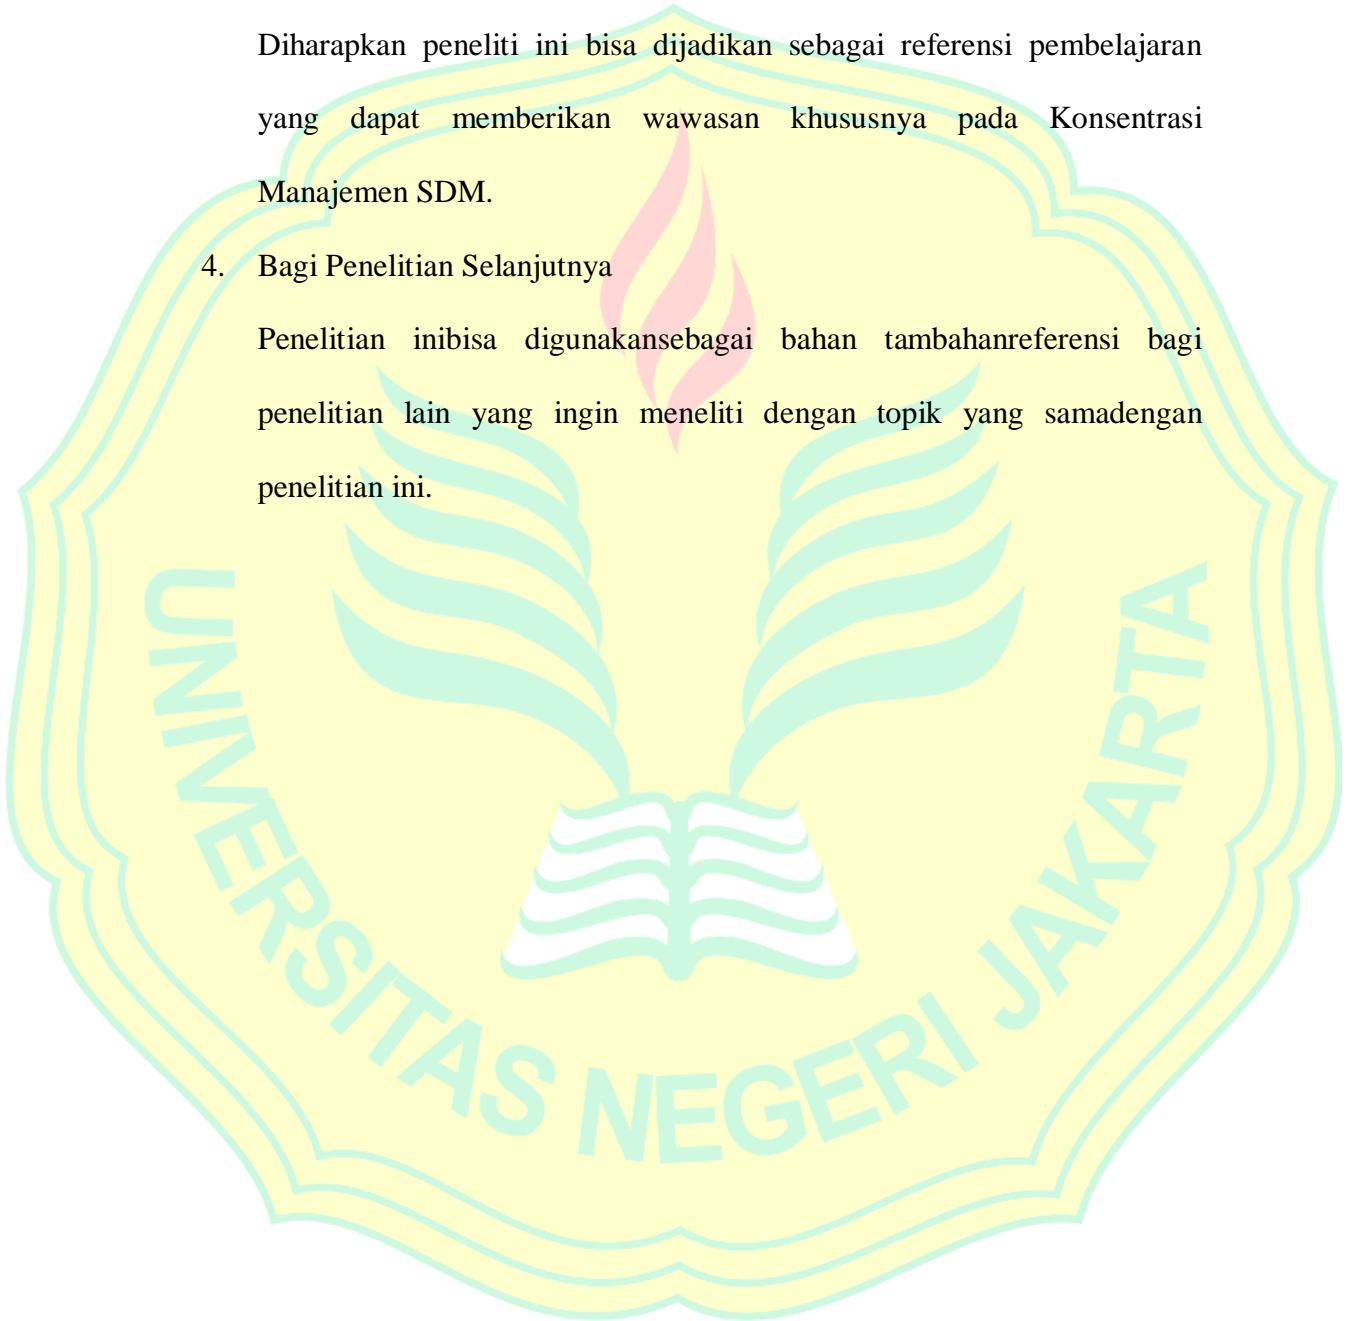 Diharapkan peneliti ini bisa dijadikan sebagai referensi pembelajaran
yang dapat memberikan wawasan khususnya pada Konsentrasi
Manajemen SDM.
4. Bagi Penelitian Selanjutnya
Penelitian inibisa digunakansebagai bahan tambahanreferensi bagi
penelitian lain yang ingin meneliti dengan topik yang samadengan
penelitian ini.
UNIVERSITAS NEGERI JAKARTA